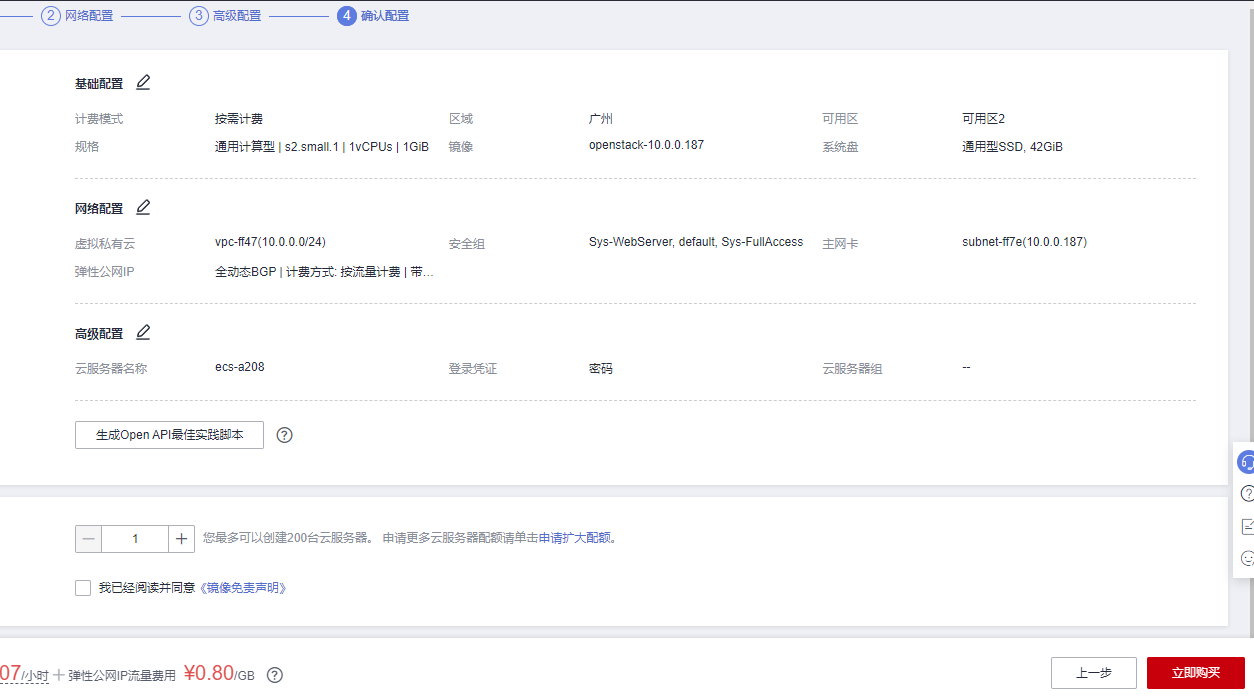 2 网络配置 3 高级配置 4 确认配置
基础配置
计费模式 按需计费 区域 广州 可用区 可用区2
规格 通用计算型 | s2.small.1 | 1vCPUs | 1GiB 镜像 openstack-10.0.0.187 系统盘 通用型SSD, 42GiB
网络配置
虚拟私有云 vpc-ff47(10.0.0.0/24) 安全组 Sys-WebServer, default, Sys-FullAccess 主网卡 subnet-ff7e(10.0.0.187)
弹性公网IP 全动态BGP | 计费方式: 按流量计费 | 带...
高级配置
云服务器名称 ecs-a208 登录凭证 密码 云服务器组 --
生成Open API最佳实践脚本 ?
— 1 + 您最多可以创建200台云服务器。 申请更多云服务器配额请单击申请扩大配额。
我已经阅读并同意《镜像免责声明》
07/小时 + 弹性公网IP流量费用 ¥0.80/GB ? 上一步 立即购买